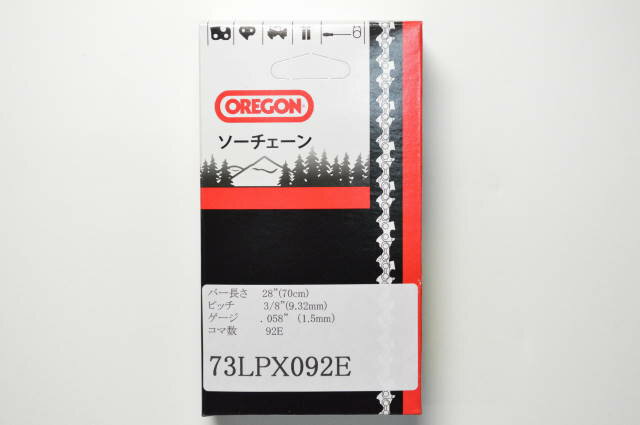 OREGON
ソーチェーン
バー長さ 28”(70cm)
ピッチ 3/8”(9.32mm)
ゲージ .058” (1.5mm)
コマ数 92E
73LPX092E